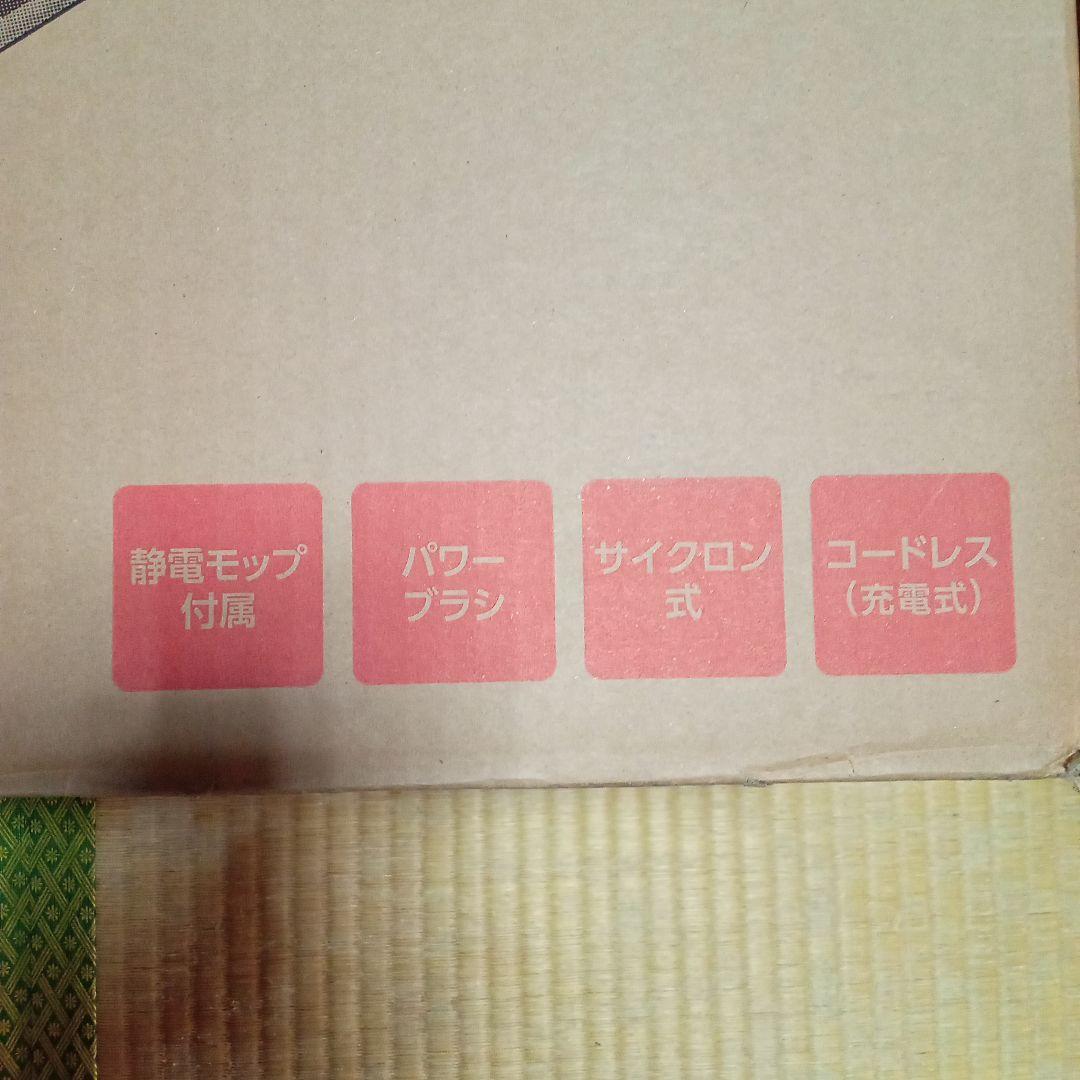 静電モップ
付属
パワー
ブラシ
サイクロン
式
コードレス
(充電式)